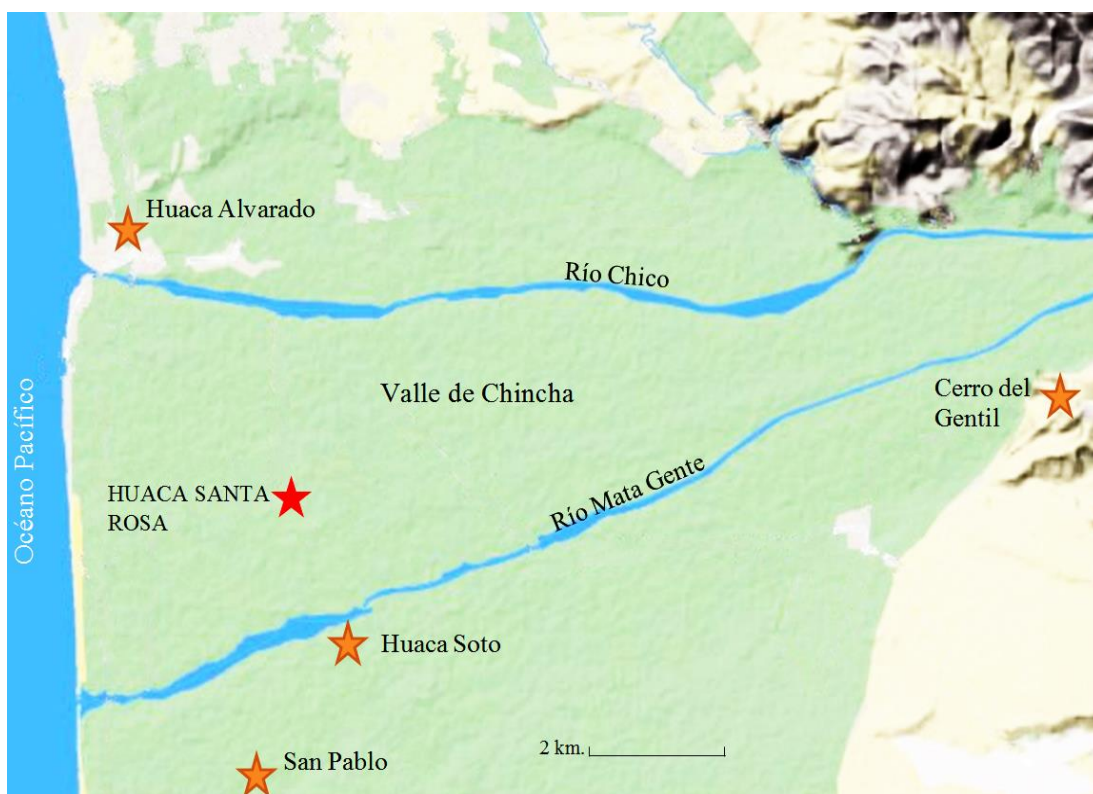 Huaca Alvarado
Río Chico
Valle de Chincha
Cerro del
Gentil
Océano Pacífico
HUACA SANTA
ROSA
Río Mata Gente
Huaca Soto
San Pablo
2 km.